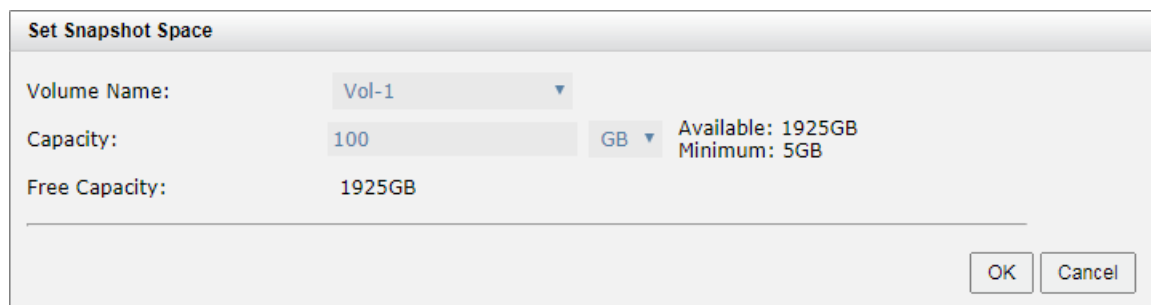 Set Snapshot Space
Volume Name: Vol-1
Capacity: 100 GB Available: 1925GB
Minimum: 5GB
Free Capacity: 1925GB
OK Cancel